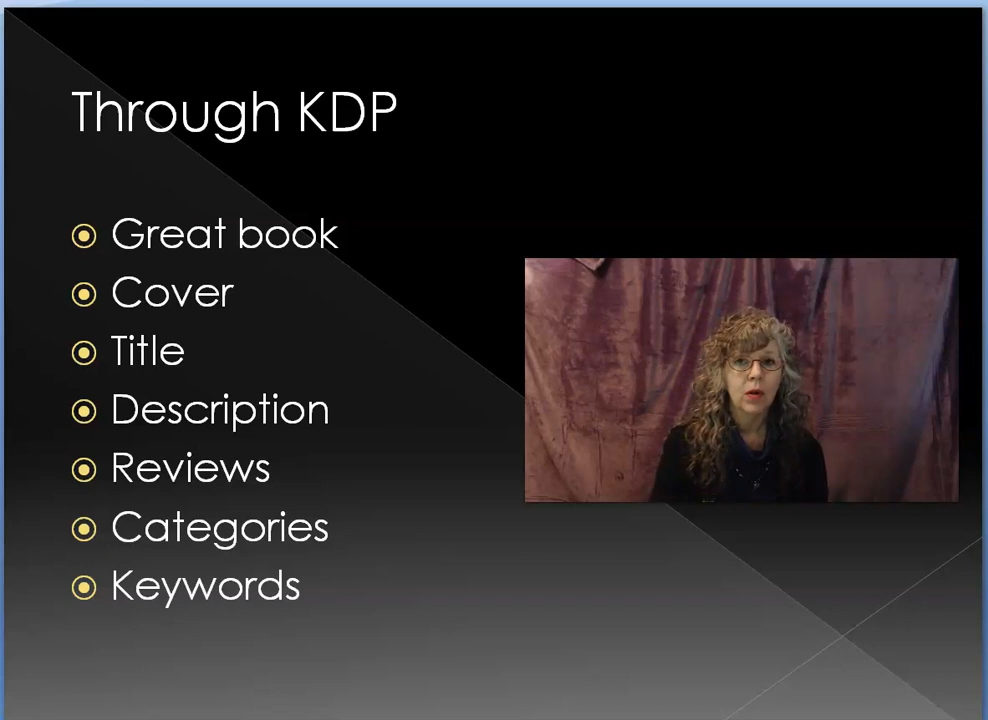 Through KDP
Great book
Cover
Title
Description
Reviews
Categories
Keywords